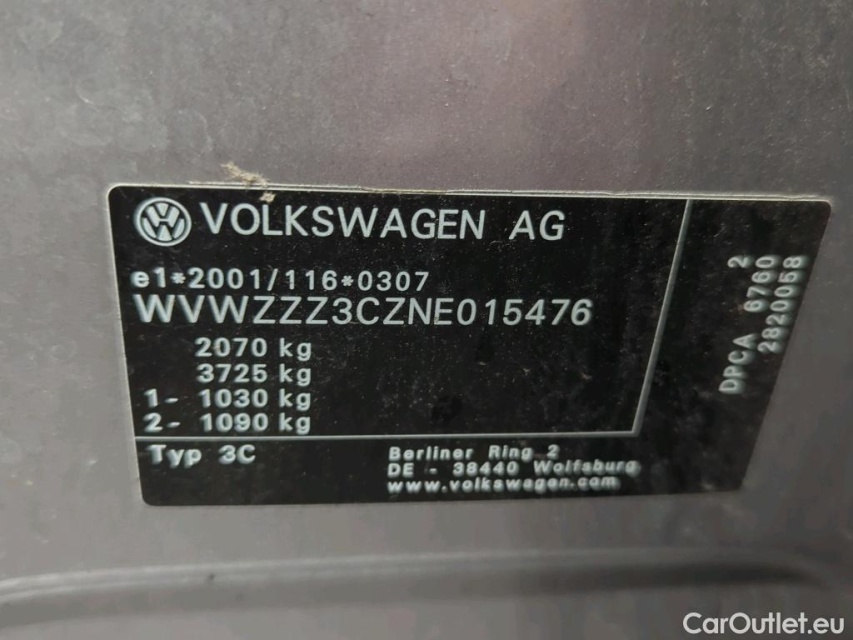 VOLKSWAGEN AG
e1*2001/116*0307
WVWZZZ3CZNE015476
2070 kg
3725 kg
1- 1030 kg
2- 1090 kg
Typ 3C
Berliner Ring 2
DE - 38440 Wolfsburg
www.volkswagen.com
2
DPCA 6760
2820058
CarOutlet.eu